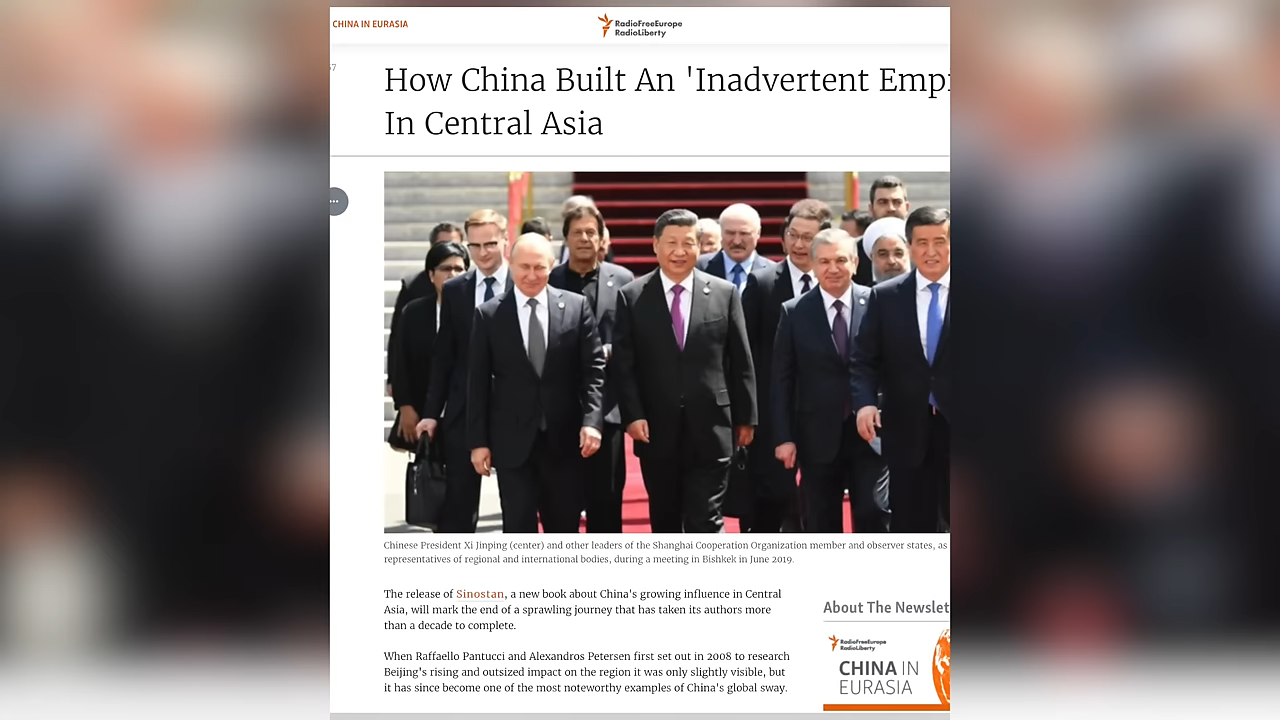 CHINA IN EURASIA
RadioFreeEurope
RadioLiberty
57
How China Built An 'Inadvertent Empi
In Central Asia
Chinese President Xi Jinping (center) and other leaders of the Shanghai Cooperation Organization member and observer states, as
representatives of regional and international bodies, during a meeting in Bishkek in June 2019.
The release of Sinostan, a new book about China's growing influence in Central
Asia, will mark the end of a sprawling journey that has taken its authors more
than a decade to complete.
When Raffaello Pantucci and Alexandros Petersen first set out in 2008 to research
Beijing's rising and outsized impact on the region it was only slightly visible, but
it has since become one of the most noteworthy examples of China's global sway.
About The Newslet
RadioFreeEurope
RadioLiberty
CHINA IN
EURASIA